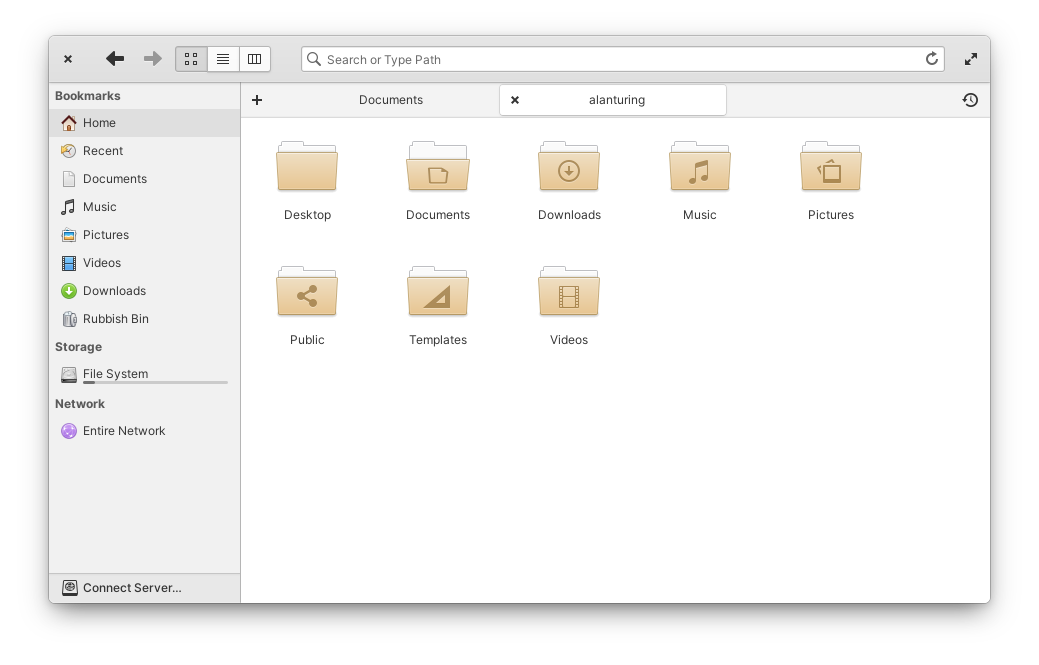 Search or Type Path
Bookmarks
Home
Recent
Documents
Music
Pictures
Videos
Downloads
Rubbish Bin
Storage
File System
Network
Entire Network
Connect Server...
Documents
alanturing
Desktop
Documents
Downloads
Music
Pictures
Public
Templates
Videos